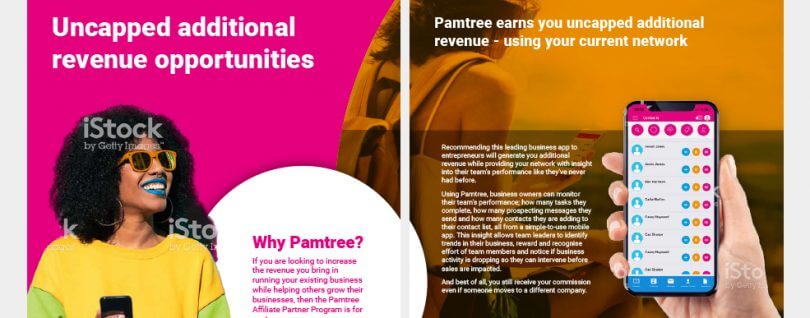 Uncapped additional
revenue opportunities
iStock
by Getty Images™
iStock
Why Pamtree?
If you are looking to increase
the revenue you bring in
running your existing business
while helping others grow their
businesses, then the Pamtree
Affiliate Partner Program is for
Pamtree earns you uncapped additional
revenue - using your current network
Recommending this leading business app to
entrepreneurs will generate you additional
revenue while providing your network with insight
into their team's performance like they've never
had before.
Using Pamtree, business owners can monitor
their team's performance; how many tasks they
complete, how many prospecting messages they
send and how many contacts they are adding to
their contact list, all from a simple-to-use mobile
app. This insight allows team leaders to identify
trends in their business, reward and recognise
effort of team members and notice if business
activity is dropping so they can intervene before
sales are impacted.
And best of all, you still receive your commission
even if someone moves to a different company.
Contacts
iSto